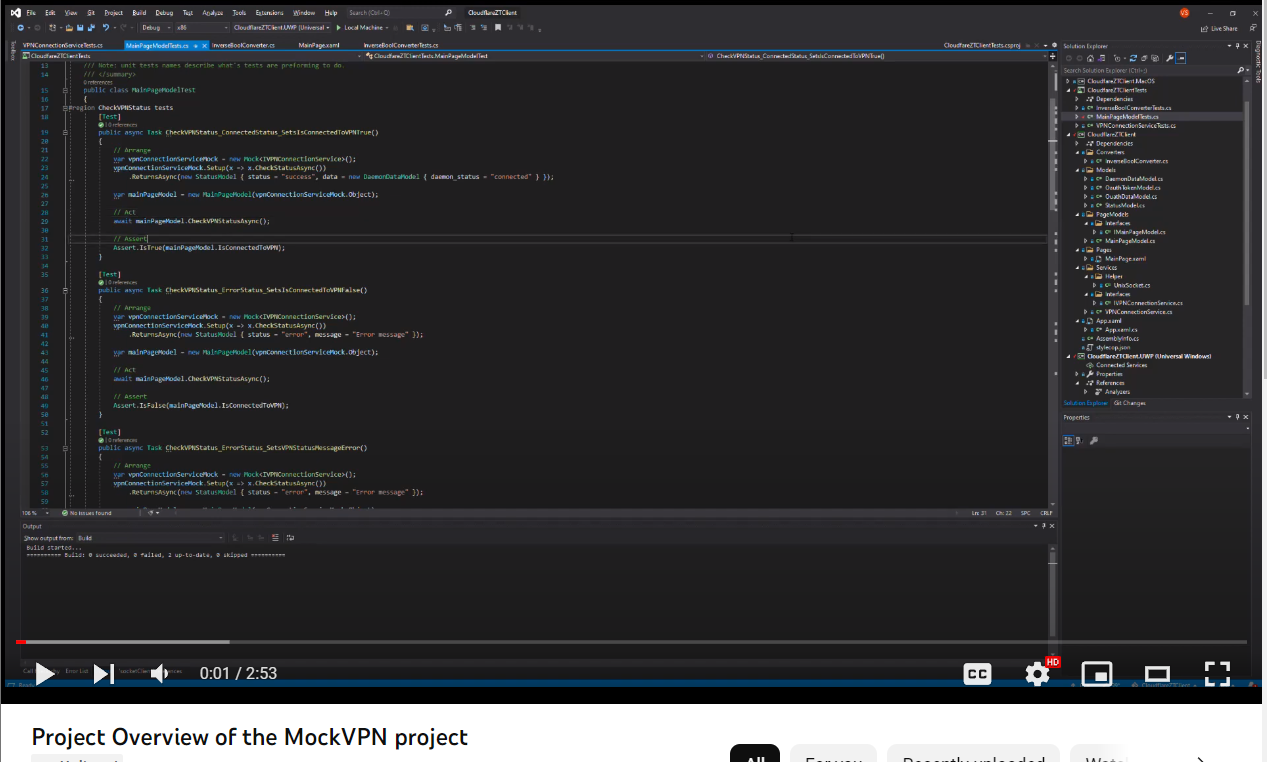 File Edit View Git Project Build Debug Test Analyze Tools Extensions Window Help Search (Ctrl+Q) CloudflareZTClient VS
Debug x86 CloudflareZT.Client.UWP (Universal Local Machine Live Share
VPNConnectionServiceTests.cs MainPageModelTests.cs InverseBoolConverter.cs MainPage.xaml InverseBoolConverterTests.cs CloudflareZTClientTests.csproj
CloudflareZTClientTests CloudflareZTClientTests.MainPageModelTest CheckVPNStatus_ConnectedStatus_SetsIsConnectedToVPNTrue()
13 /// Note: unit tests names describe what's tests are preforming to do.
14 /// </summary>
0 references
15 public class MainPageModelTest
16 {
17 #region CheckVPNStatus tests
18 [Test]
| 0 references
19 public async Task CheckVPNStatus_ConnectedStatus_SetsIsConnectedToVPNTrue()
20 {
21 // Arrange
22 var vpnConnectionServiceMock = new Mock<IVPNConnectionService>();
23 vpnConnectionServiceMock.Setup(x => x.CheckStatusAsync())
24 .ReturnsAsync(new StatusModel { status = "success", data = new DaemonDataModel { daemon_status = "connected" } });
25
26 var mainPageModel = new MainPageModel(vpnConnectionServiceMock.Object);
27
28 // Act
29 await mainPageModel.CheckVPNStatusAsync();
30
31 // Assert
32 Assert.IsTrue(mainPageModel.IsConnectedToVPN);
33 }
34
35 [Test]
| 0 references
36 public async Task CheckVPNStatus_ErrorStatus_SetsIsConnectedToVPNFalse()
37 {
38 // Arrange
39 var vpnConnectionServiceMock = new Mock<IVPNConnectionService>();
40 vpnConnectionServiceMock.Setup(x => x.CheckStatusAsync())
41 .ReturnsAsync(new StatusModel { status = "error", message = "Error message" });
42
43 var mainPageModel = new MainPageModel(vpnConnectionServiceMock.Object);
44
45 // Act
46 await mainPageModel.CheckVPNStatusAsync();
47
48 // Assert
49 Assert.IsFalse(mainPageModel.IsConnectedToVPN);
50 }
51
52 [Test]
| 0 references
53 public async Task CheckVPNStatus_ErrorStatus_SetsVPNStatusMessageError()
54 {
55 // Arrange
56 var vpnConnectionServiceMock = new Mock<IVPNConnectionService>();
57 vpnConnectionServiceMock.Setup(x => x.CheckStatusAsync())
58 .ReturnsAsync(new StatusModel { status = "error", message = "Error message" });
59
108 % No issues found Ln: 31 Ch: 22 SPC CRLF
Output
Show output from: Build
Build started...
========== Build: 0 succeeded, 0 failed, 2 up-to-date, 0 skipped ==========
Solution Explorer
Search Solution Explorer (Ctrl+;)
CloudflareZTClient.MacOS
CloudflareZTClientTests
Dependencies
InverseBoolConverterTests.cs
MainPageModelTests.cs
VPNConnectionServiceTests.cs
CloudflareZTClient
Dependencies
Converters
InverseBoolConverter.cs
Models
DaemonDataModel.cs
OauthTokenModel.cs
OuathDataModel.cs
StatusModel.cs
PageModels
Interfaces
IMainPageModel.cs
MainPageModel.cs
Pages
MainPage.xaml
Services
Helper
UnixSocket.cs
Interfaces
IVPNConnectionService.cs
VPNConnectionService.cs
App.xaml
App.xaml.cs
AssemblyInfo.cs
stylecop.json
CloudflareZTClient.UWP (Universal Windows)
Connected Services
Properties
References
Analyzers
Solution Explorer Git Changes
Properties
Diagnostic Tools
Error List
0:01 / 2:53 CC HD
Project Overview of the MockVPN project
All For you Recently uploaded